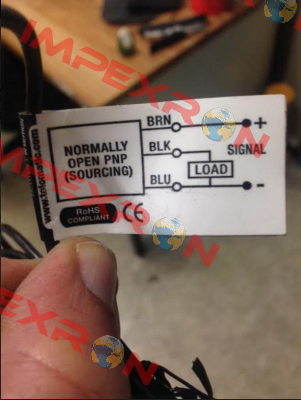 IMPEXRON
BRN
+
NORMALLY
OPEN PNP
(SOURCING)
BLK
SIGNAL
LOAD
BLU
-
RoHS
COMPLIANT
CE
IMPEXRON
IMPEXRON